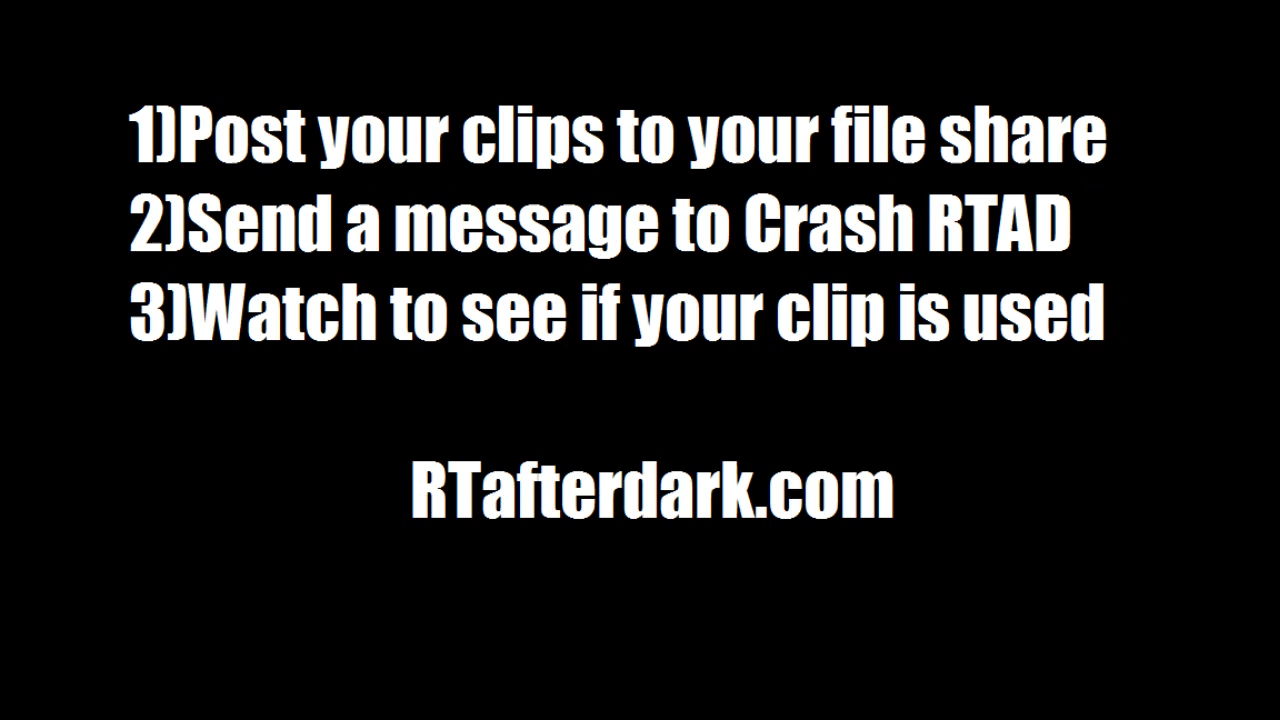 1)Post your clips to your file share
2)Send a message to Crash RTAD
3)Watch to see if your clip is used
RTafterdark.com